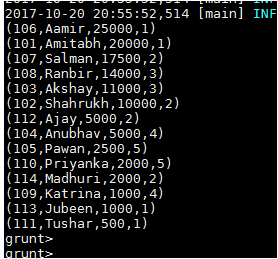 2017-10-20 20:55:52,514 [main] INF
(106,Aamir,25000,1)
(101,Amitabh,20000,1)
(107,Salman,17500,2)
(108,Ranbir,14000,3)
(103,Akshay,11000,3)
(102,Shahrukh,10000,2)
(112,Ajay,5000,2)
(104,Anubhav,5000,4)
(105,Pawan,2500,5)
(110,Priyanka,2000,5)
(114,Madhuri,2000,2)
(109,Katrina,1000,4)
(113,Jubeen,1000,1)
(111,Tushar,500,1)
grunt>
grunt>